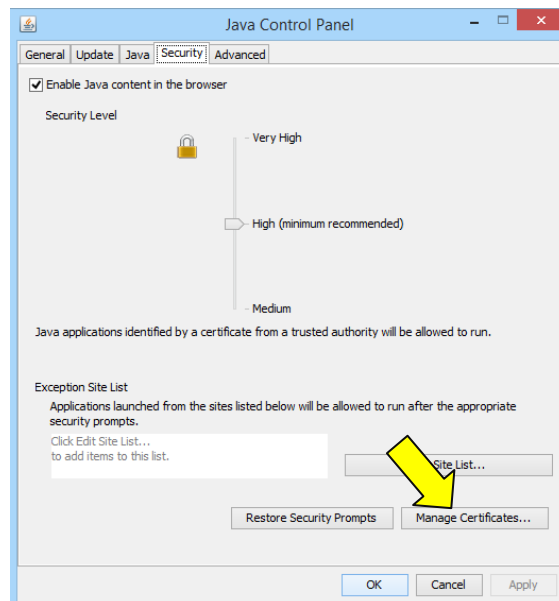 Java Control Panel
General Update Java Security Advanced
Enable Java content in the browser
Security Level
Very High
High (minimum recommended)
Medium
Java applications identified by a certificate from a trusted authority will be allowed to run.
Exception Site List
Applications launched from the sites listed below will be allowed to run after the appropriate
security prompts.
Click Edit Site List...
to add items to this list.
Site List...
Restore Security Prompts Manage Certificates...
OK Cancel Apply